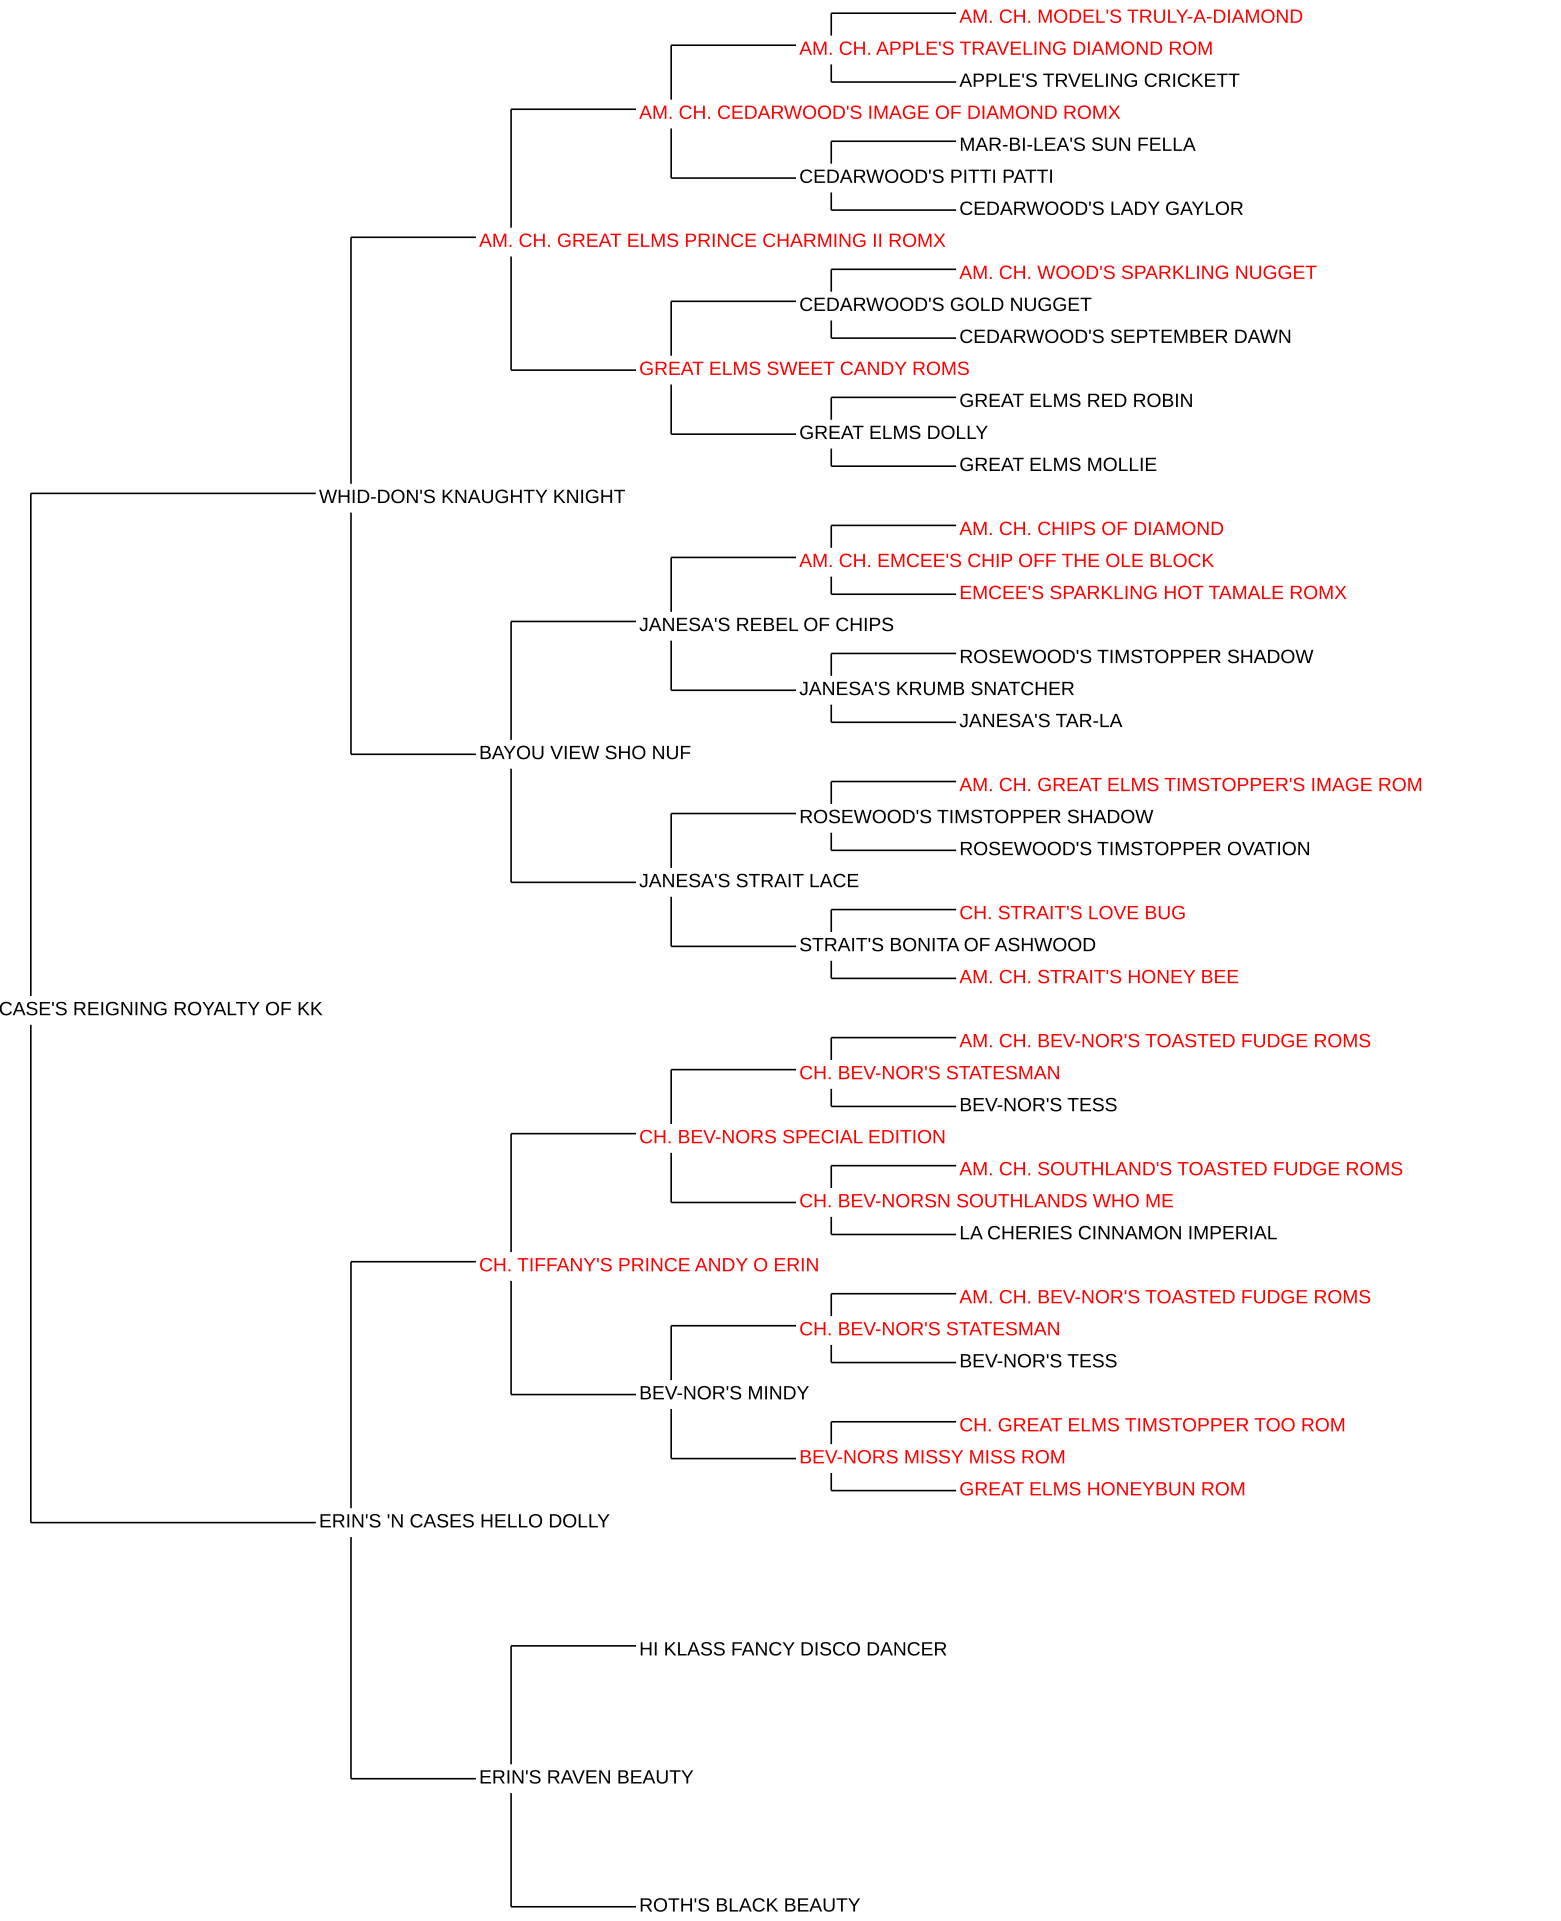 AM. CH. MODEL'S TRULY-A-DIAMOND
AM. CH. APPLE'S TRAVELING DIAMOND ROM
APPLE'S TRVELING CRICKETT
AM. CH. CEDARWOOD'S IMAGE OF DIAMOND ROMX
MAR-BI-LEA'S SUN FELLA
CEDARWOOD'S PITTI PATTI
CEDARWOOD'S LADY GAYLOR
AM. CH. GREAT ELMS PRINCE CHARMING II ROMX
AM. CH. WOOD'S SPARKLING NUGGET
CEDARWOOD'S GOLD NUGGET
CEDARWOOD'S SEPTEMBER DAWN
GREAT ELMS SWEET CANDY ROMS
GREAT ELMS RED ROBIN
GREAT ELMS DOLLY
GREAT ELMS MOLLIE
WHID-DON'S KNAUGHTY KNIGHT
AM. CH. CHIPS OF DIAMOND
AM. CH. EMCEE'S CHIP OFF THE OLE BLOCK
EMCEE'S SPARKLING HOT TAMALE ROMX
JANESA'S REBEL OF CHIPS
ROSEWOOD'S TIMSTOPPER SHADOW
JANESA'S KRUMB SNATCHER
JANESA'S TAR-LA
BAYOU VIEW SHO NUF
AM. CH. GREAT ELMS TIMSTOPPER'S IMAGE ROM
ROSEWOOD'S TIMSTOPPER SHADOW
ROSEWOOD'S TIMSTOPPER OVATION
JANESA'S STRAIT LACE
CH. STRAIT'S LOVE BUG
STRAIT'S BONITA OF ASHWOOD
AM. CH. STRAIT'S HONEY BEE
CASE'S REIGNING ROYALTY OF KK
AM. CH. BEV-NOR'S TOASTED FUDGE ROMS
CH. BEV-NOR'S STATESMAN
BEV-NOR'S TESS
CH. BEV-NORS SPECIAL EDITION
AM. CH. SOUTHLAND'S TOASTED FUDGE ROMS
CH. BEV-NORSN SOUTHLANDS WHO ME
LA CHERIES CINNAMON IMPERIAL
CH. TIFFANY'S PRINCE ANDY O ERIN
AM. CH. BEV-NOR'S TOASTED FUDGE ROMS
CH. BEV-NOR'S STATESMAN
BEV-NOR'S TESS
BEV-NOR'S MINDY
CH. GREAT ELMS TIMSTOPPER TOO ROM
BEV-NORS MISSY MISS ROM
GREAT ELMS HONEYBUN ROM
ERIN'S 'N CASES HELLO DOLLY
HI KLASS FANCY DISCO DANCER
ERIN'S RAVEN BEAUTY
ROTH'S BLACK BEAUTY